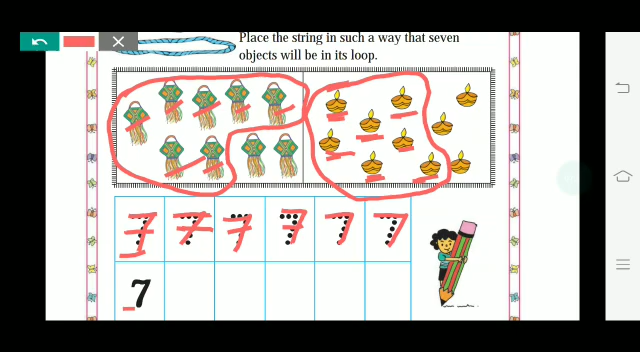 Place the string in such a way that seven
objects will be in its loop.
7 7 7 7 7 7
7